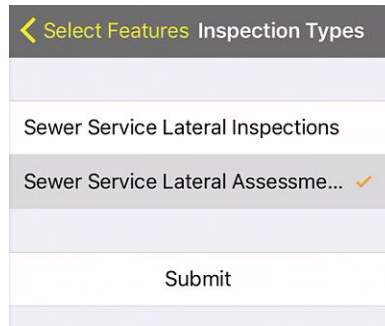 Select Features Inspection Types
Sewer Service Lateral Inspections
Sewer Service Lateral Assessme...
Submit